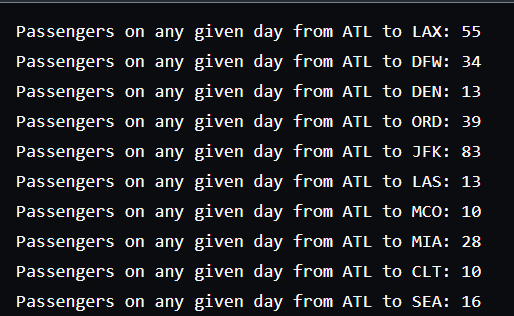 Passengers on any given day from ATL to LAX: 55
Passengers on any given day from ATL to DFW: 34
Passengers on any given day from ATL to DEN: 13
Passengers on any given day from ATL to ORD: 39
Passengers on any given day from ATL to JFK: 83
Passengers on any given day from ATL to LAS: 13
Passengers on any given day from ATL to MCO: 10
Passengers on any given day from ATL to MIA: 28
Passengers on any given day from ATL to CLT: 10
Passengers on any given day from ATL to SEA: 16